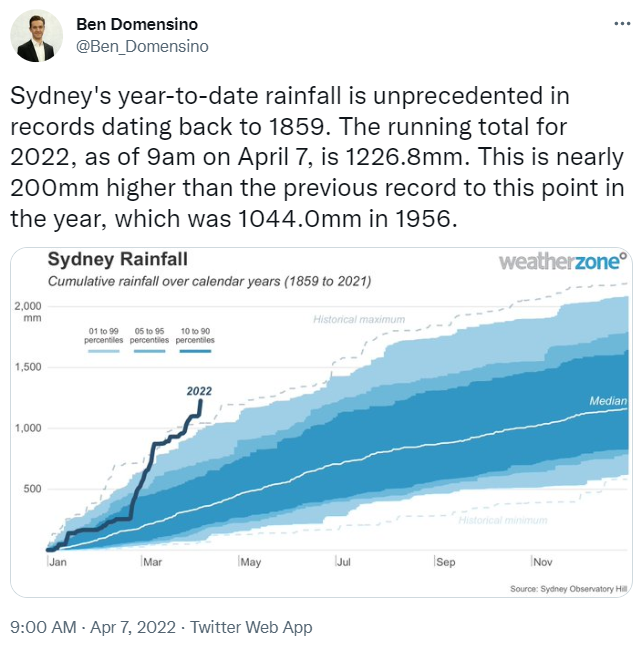 Ben Domensino
@Ben_Domensino
Sydney's year-to-date rainfall is unprecedented in
records dating back to 1859. The running total for
2022, as of 9am on April 7, is 1226.8mm. This is nearly
200mm higher than the previous record to this point in
the year, which was 1044.0mm in 1956.
Sydney Rainfall
weatherzone°
Cumulative rainfall over calendar years (1859 to 2021)
2,000
mm
Historical maximum
01 to 99
percentiles
05 to 95
percentiles
10 to 90
percentiles
1,500
2022
Median
1,000
500
Historical minimum
Jan
Mar
May
Jul
Sep
Nov
Source: Sydney Observatory Hill
9:00 AM · Apr 7, 2022 · Twitter Web App